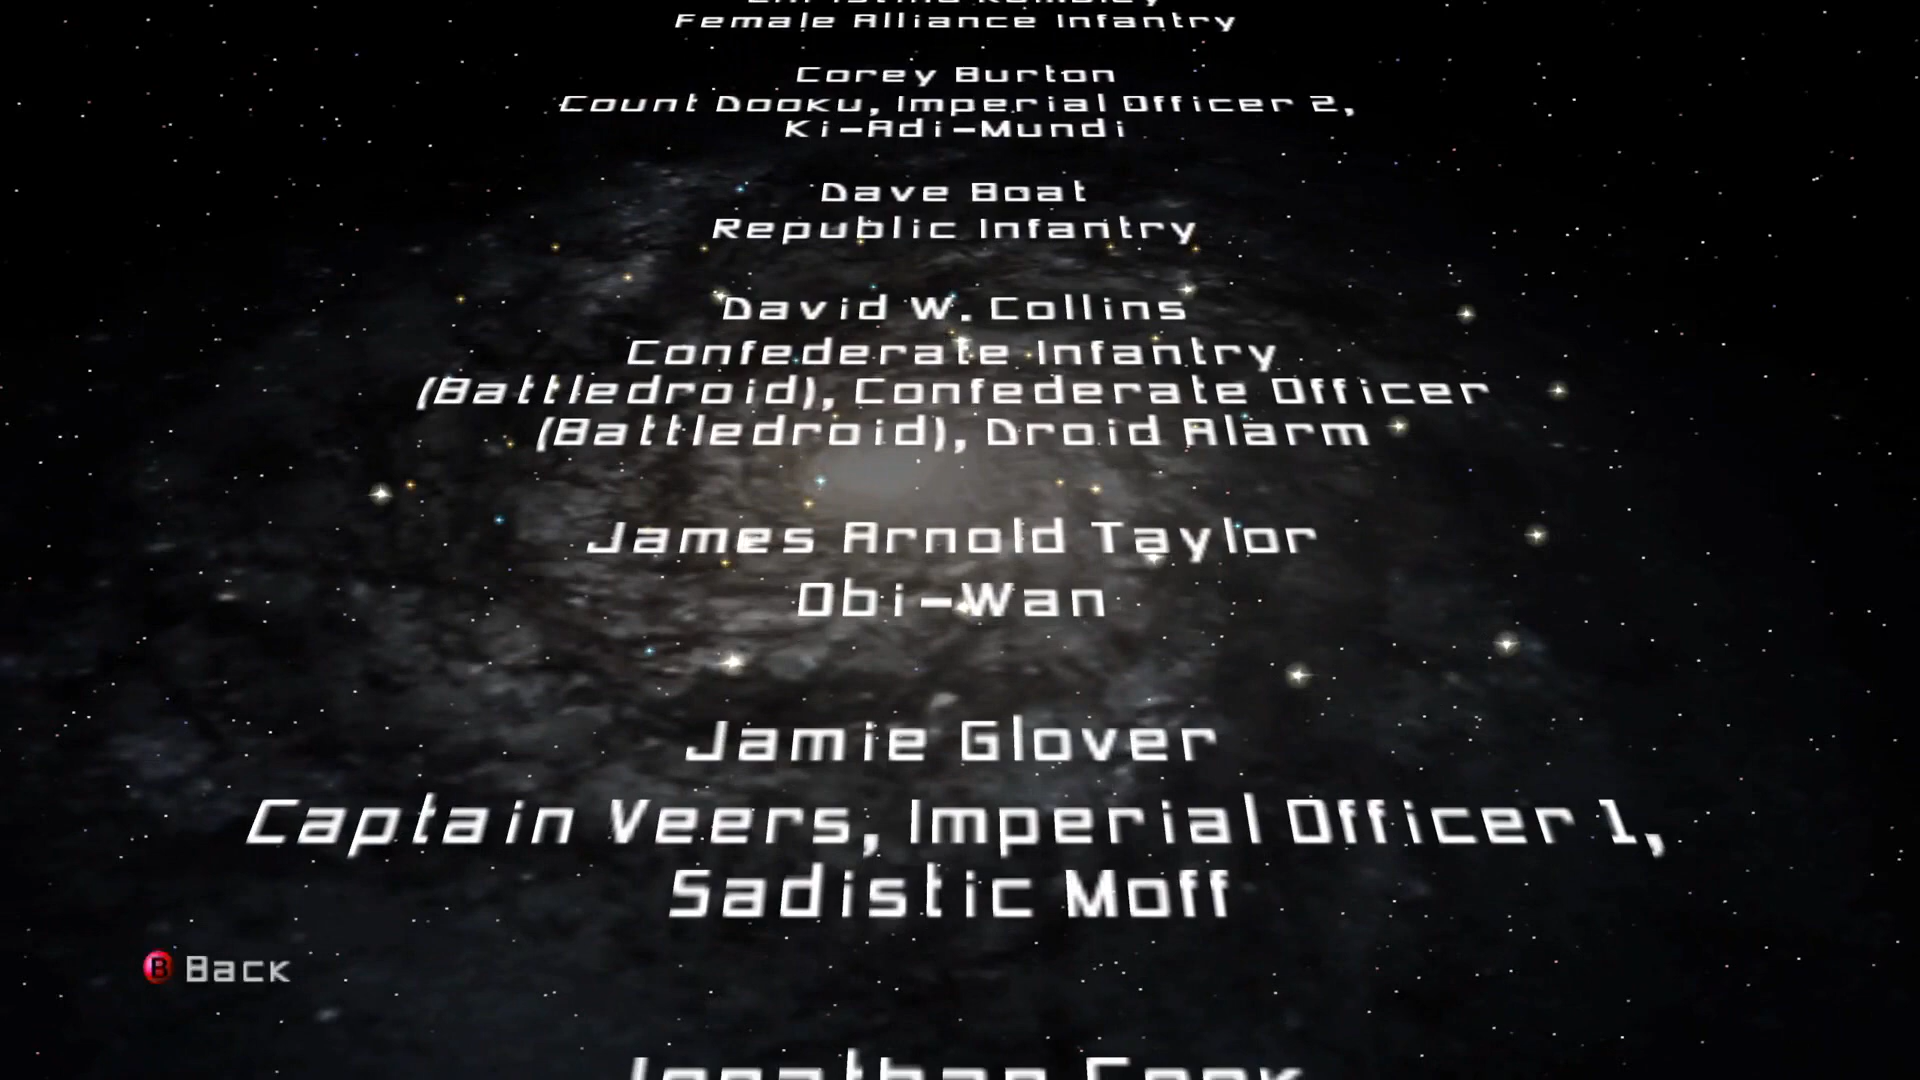 Female Alliance Infantry
Corey Burton
Count Dooku, Imperial Officer 2,
Ki-Adi-Mundi
Dave Boat
Republic Infantry
David W. Collins
Confederate Infantry
(Battledroid), Confederate Officer
(Battledroid), Droid Alarm
James Arnold Taylor
Obi-Wan
Jamie Glover
Captain Veers, Imperial Officer 1,
Sadistic Moff
B Back
Jonathan Cook